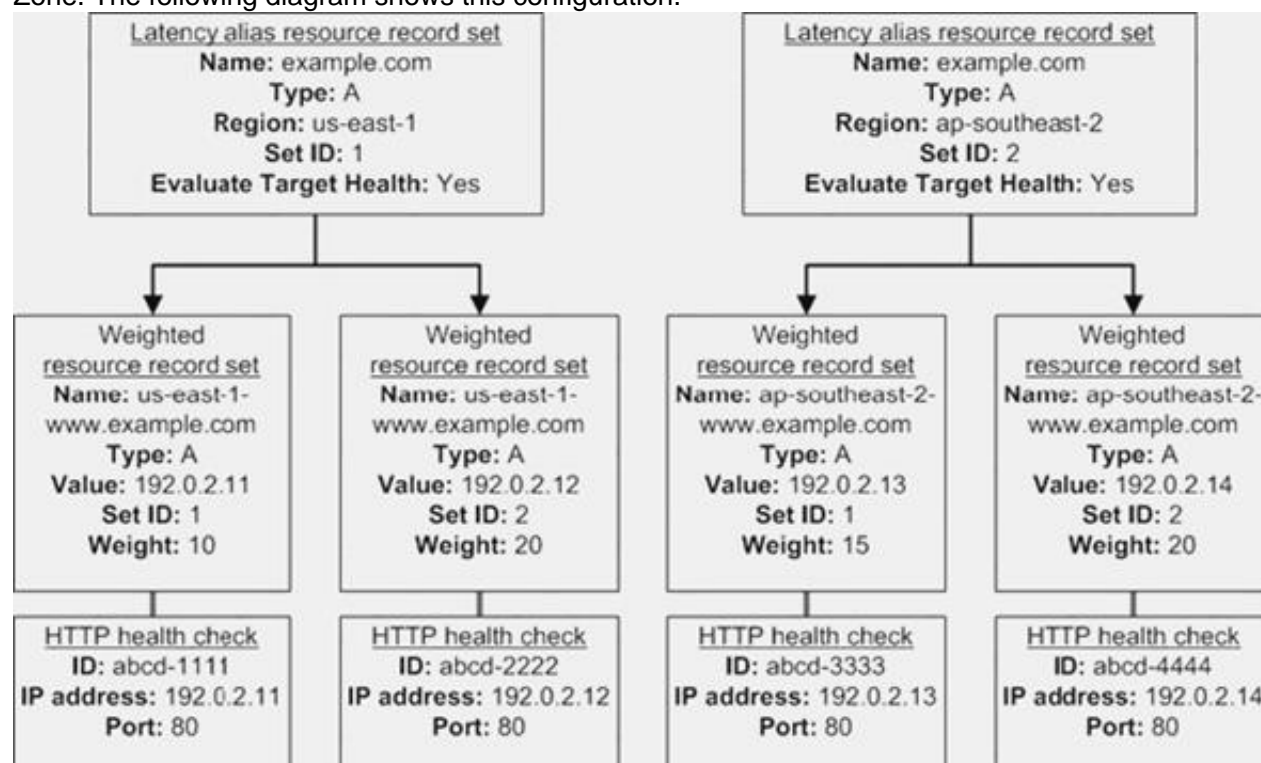 Zone. The following diagram shows this configuration.
Latency alias resource record set
Name: example.com
Type: A
Region: us-east-1
Set ID: 1
Evaluate Target Health: Yes
Latency alias resource record set
Name: example.com
Type: A
Region: ap-southeast-2
Set ID: 2
Evaluate Target Health: Yes
Weighted
resource record set
Name: us-east-1-
www.example.com
Type: A
Value: 192.0.2.11
Set ID: 1
Weight: 10
Weighted
resource record set
Name: us-east-1-
www.example.com
Type: A
Value: 192.0.2.12
Set ID: 2
Weight: 20
Weighted
resource record set
Name: ap-southeast-2-
www.example.com
Type: A
Value: 192.0.2.13
Set ID: 1
Weight: 15
Weighted
resource record set
Name: ap-southeast-2-
www.example.com
Type: A
Value: 192.0.2.14
Set ID: 2
Weight: 20
HTTP health check
ID: abcd-1111
IP address: 192.0.2.11
Port: 80
HTTP health check
ID: abcd-2222
IP address: 192.0.2.12
Port: 80
HTTP health check
ID: abcd-3333
IP address: 192.0.2.13
Port: 80
HTTP health check
ID: abcd-4444
IP address: 192.0.2.14
Port: 80